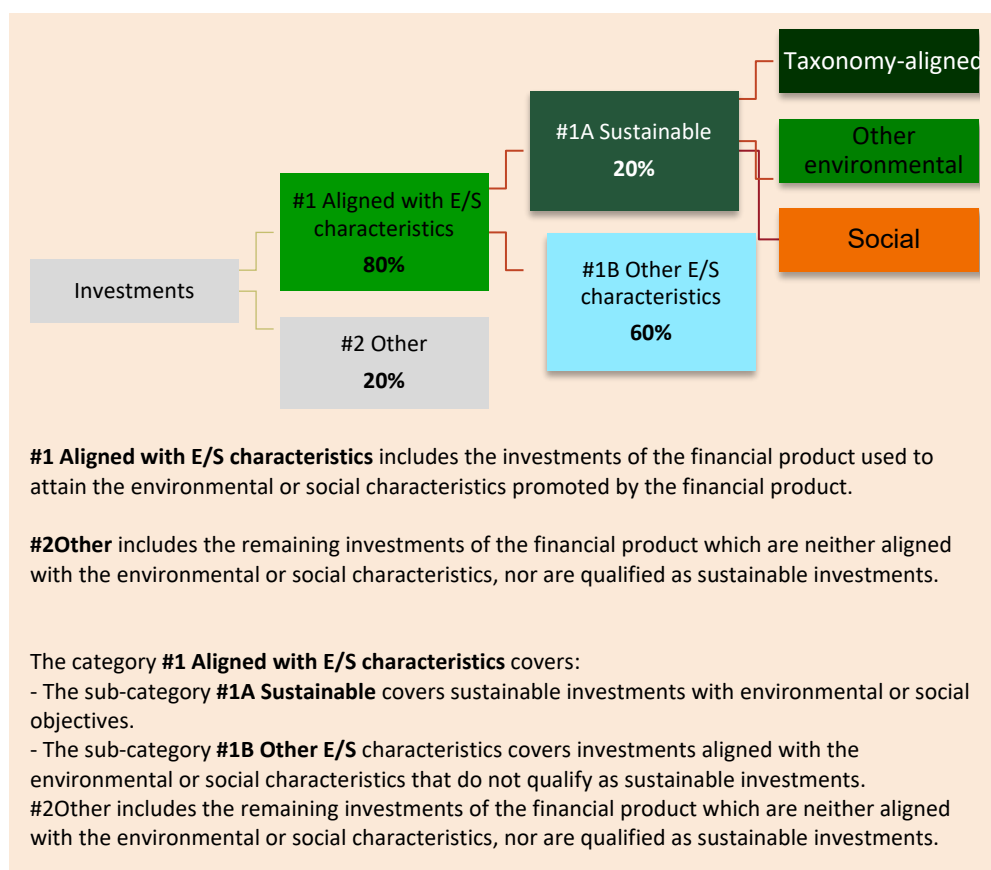 Taxonomy-aligned
#1A Sustainable
20%
Other
environmental
#1 Aligned with E/S
characteristics
80%
Social
#1B Other E/S
characteristics
60%
Investments
#2 Other
20%
#1 Aligned with E/S characteristics includes the investments of the financial product used to
attain the environmental or social characteristics promoted by the financial product.
#2Other includes the remaining investments of the financial product which are neither aligned
with the environmental or social characteristics, nor are qualified as sustainable investments.
The category #1 Aligned with E/S characteristics covers:
- The sub-category #1A Sustainable covers sustainable investments with environmental or social
objectives.
- The sub-category #1B Other E/S characteristics covers investments aligned with the
environmental or social characteristics that do not qualify as sustainable investments.
#2Other includes the remaining investments of the financial product which are neither aligned
with the environmental or social characteristics, nor are qualified as sustainable investments.